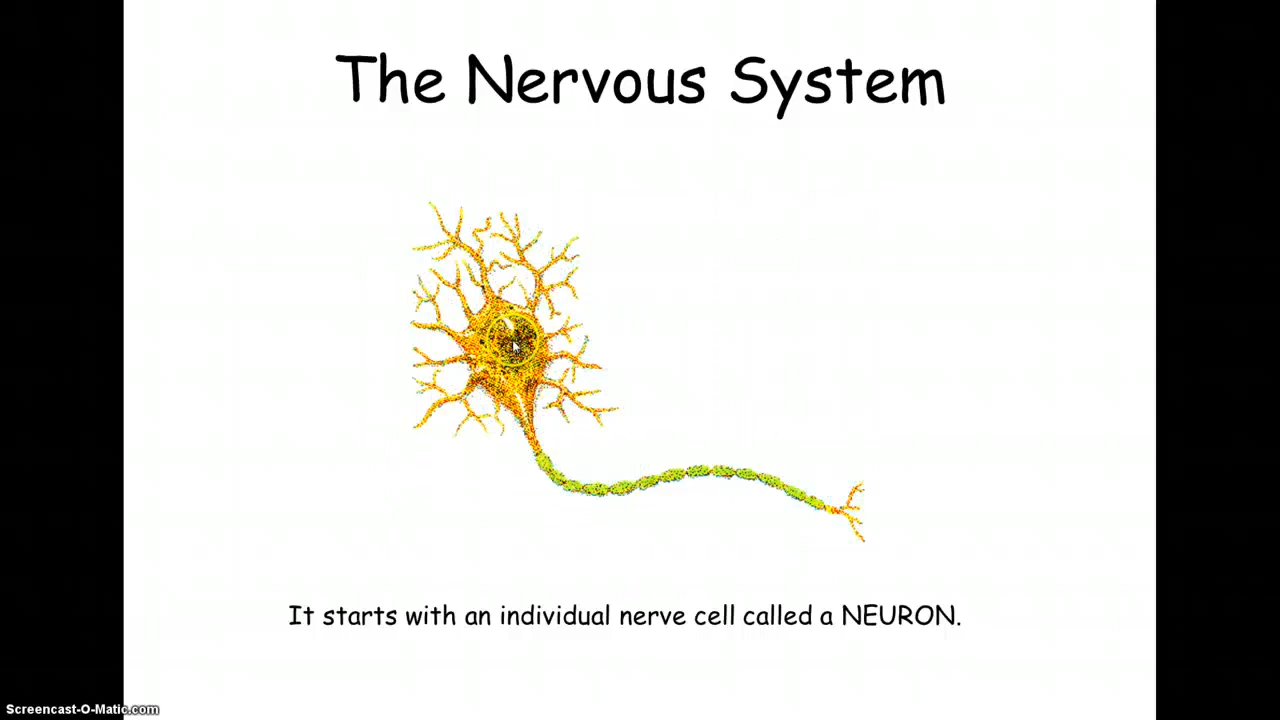 The Nervous System
It starts with an individual nerve cell called a NEURON.
Screencast-O-Matic.com